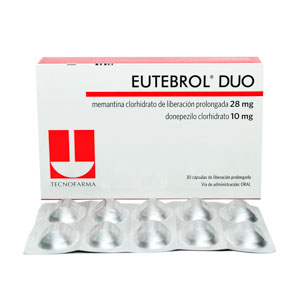 EUTEBROL® DUO
memantina clorhidrato de liberación prolongada 28 mg
donepezilo clorhidrato 10 mg
TECNOFARMA
30 cápsulas de liberación prolongada
Vía de administración: ORAL